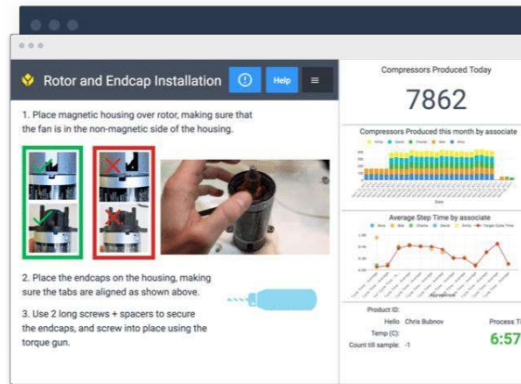 Rotor and Endcap Installation
Help
1. Place magnetic housing over rotor, making sure that
the fan is in the non-magnetic side of the housing.
2. Place the endcaps on the housing, making
sure the tabs are aligned as shown above.
3. Use 2 long screws + spacers to secure
the endcaps, and screw into place using the
torque gun.
Compressors Produced Today
7862
Compressors Produced this month by associate
Average Step Time by associate
Product ID:
Hello Chris Bubnov
Temp (C):
Count till sample: -1
Process Ti
6:57